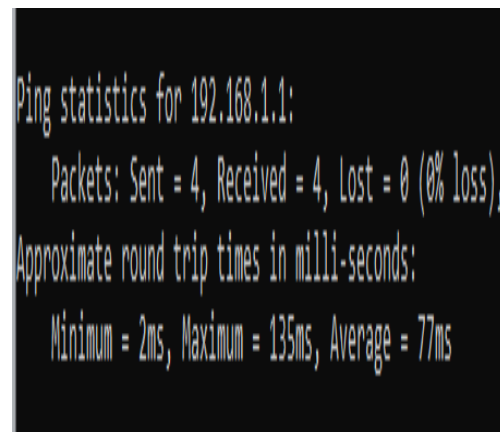 Ping statistics for 192.168.1.1:
Packets: Sent = 4, Received = 4, Lost = 0 (0% loss),
Approximate round trip times in milli-seconds:
Minimum = 2ms, Maximum = 135ms, Average = 77ms